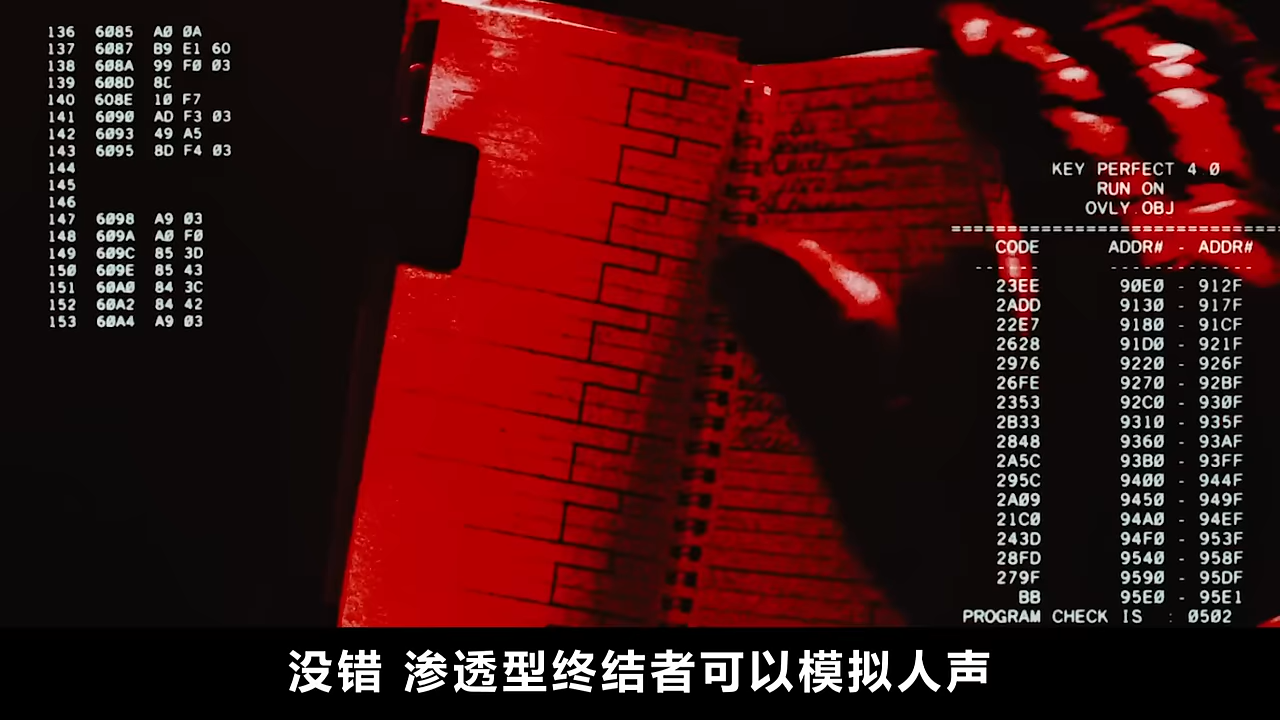 136 6085 A0 0A
137 6087 B9 E1 60
138 608A 99 F0 03
139 608D 8C
140 608E 10 F7
141 6090 AD F3 03
142 6093 49 A5
143 6095 8D F4 03
144
145
146
147 6098 A9 03
148 609A A0 F0
149 609C 85 3D
150 609E 85 43
151 60A0 84 3C
152 60A2 84 42
153 60A4 A9 03
KEY PERFECT 4 0
RUN ON
OVLY.OBJ
==============================
CODE ADDR# - ADDR#
------ -------------
23EE 90E0 - 912F
2ADD 9130 - 917F
22E7 9180 - 91CF
2628 91D0 - 921F
2976 9220 - 926F
26FE 9270 - 92BF
2353 92C0 - 930F
2B33 9310 - 935F
2848 9360 - 93AF
2A5C 93B0 - 93FF
295C 9400 - 944F
2A09 9450 - 949F
21C0 94A0 - 94EF
243D 94F0 - 953F
28FD 9540 - 958F
279F 9590 - 95DF
BB 95E0 - 95E1
PROGRAM CHECK IS : 0502
没错 渗透型终结者可以模拟人声